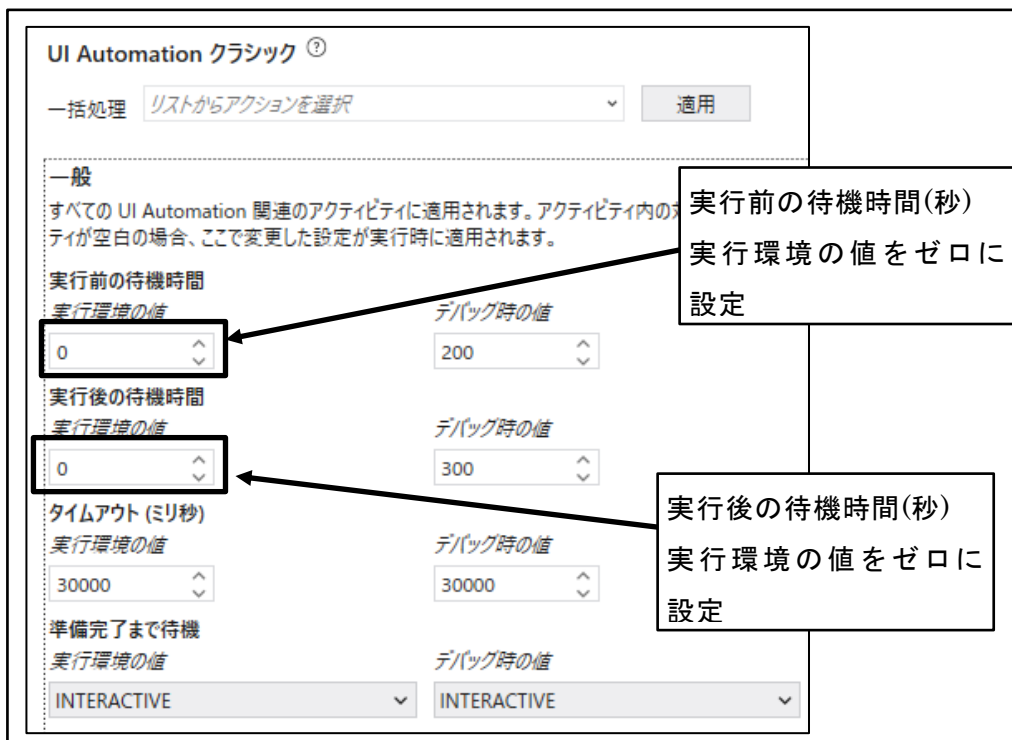 UI Automation クラシック ?
一括処理 リストからアクションを選択 適用
一般
すべての UI Automation 関連のアクティビティに適用されます。アクティビティ内の
ティが空白の場合、ここで変更した設定が実行時に適用されます。
実行前の待機時間(秒)
実行環境の値をゼロに
設定
実行前の待機時間
実行環境の値 デバッグ時の値
0 200
実行後の待機時間
実行環境の値 デバッグ時の値
0 300
実行後の待機時間(秒)
実行環境の値をゼロに
設定
タイムアウト (ミリ秒)
実行環境の値 デバッグ時の値
30000 30000
準備完了まで待機
実行環境の値 デバッグ時の値
INTERACTIVE INTERACTIVE